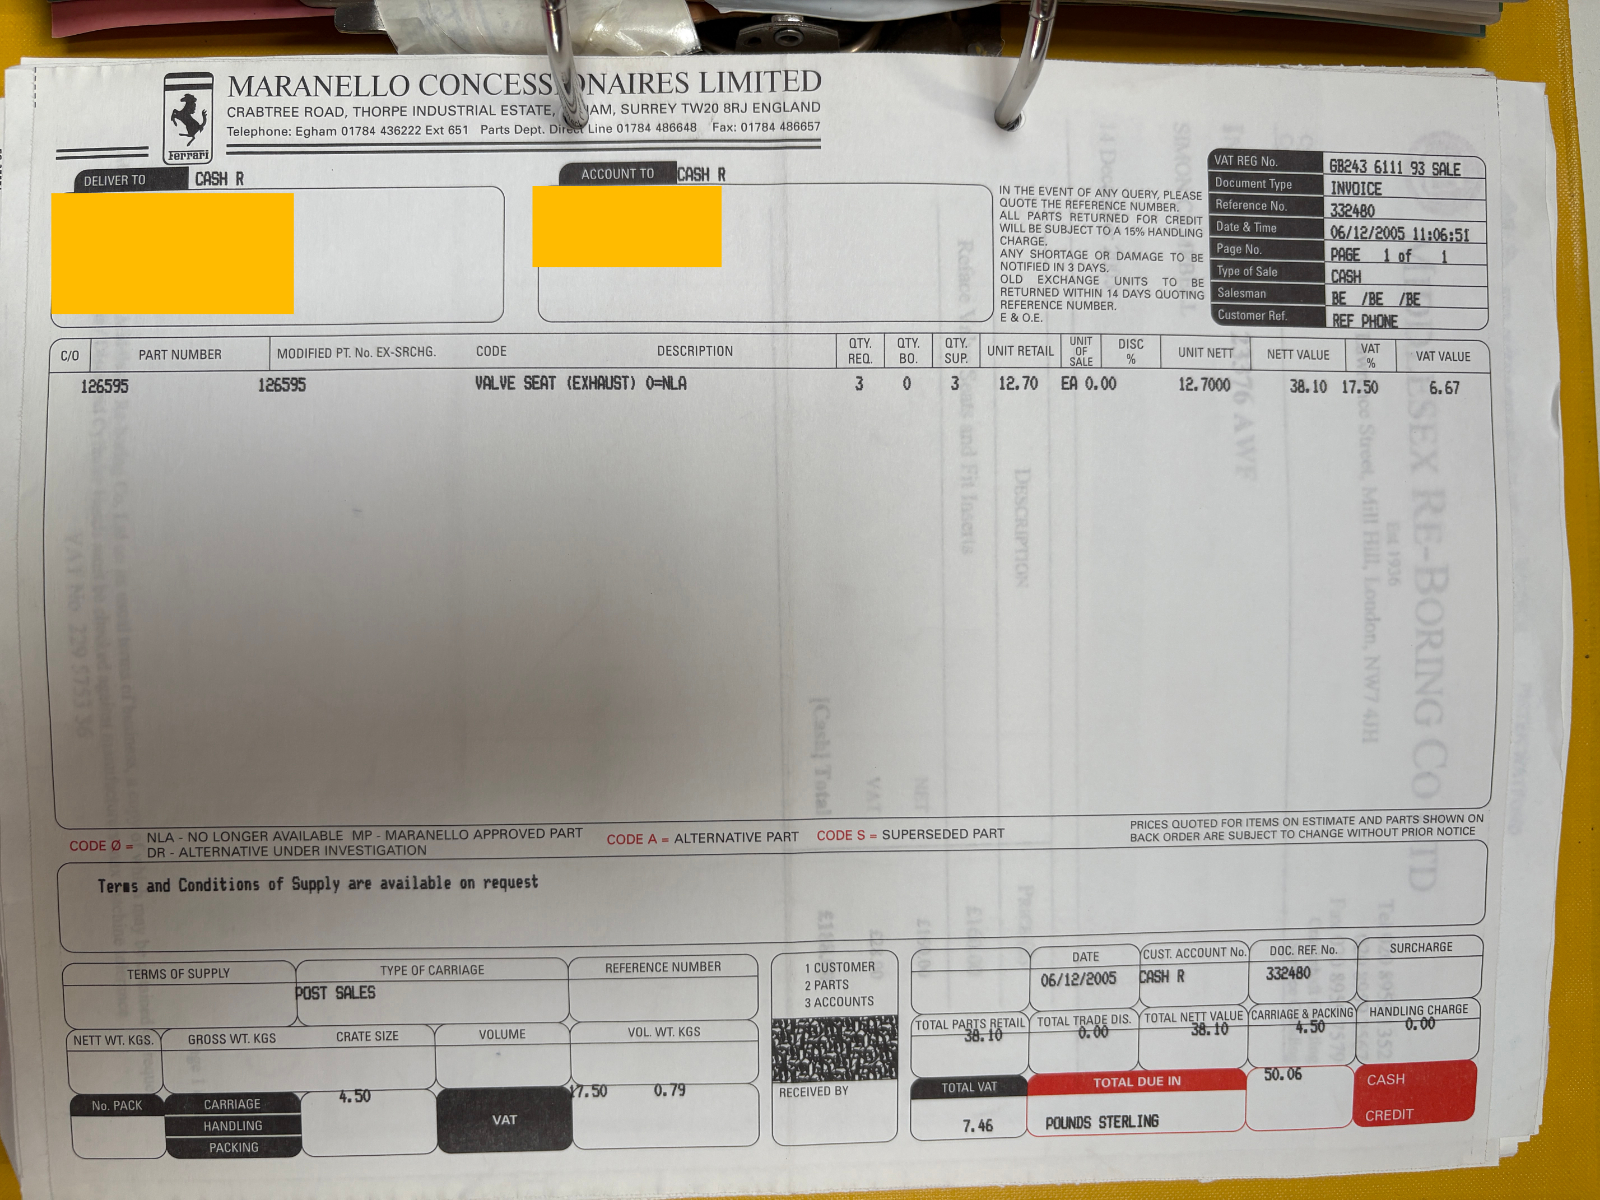 MARANELLO CONCESSIONAIRES LIMITED
CRABTREE ROAD, THORPE INDUSTRIAL ESTATE, HAM, SURREY TW20 8RJ ENGLAND
Telephone: Egham 01784 436222 Ext 651 Parts Dept. Direct Line 01784 486648 Fax: 01784 486657
Ferrari
DELIVER TO CASH R
ACCOUNT TO CASH R
IN THE EVENT OF ANY QUERY, PLEASE
QUOTE THE REFERENCE NUMBER.
ALL PARTS RETURNED FOR CREDIT
WILL BE SUBJECT TO A 15% HANDLING
CHARGE.
ANY SHORTAGE OR DAMAGE TO BE
NOTIFIED IN 3 DAYS.
OLD EXCHANGE UNITS TO BE
RETURNED WITHIN 14 DAYS QUOTING
REFERENCE NUMBER.
E & O.E.
VAT REG No. GB243 6111 93 SALE
Document Type INVOICE
Reference No. 332480
Date & Time 06/12/2005 11:06:51
Page No. PAGE 1 of 1
Type of Sale CASH
Salesman BE /BE /BE
Customer Ref. REF PHONE
C/O PART NUMBER MODIFIED PT. No. EX-SRCHG. CODE DESCRIPTION QTY. REQ. QTY. BO. QTY. SUP. UNIT RETAIL UNIT OF SALE DISC % UNIT NETT NETT VALUE VAT % VAT VALUE
126595 126595 VALVE SEAT (EXHAUST) O=NLA 3 0 3 12.70 EA 0.00 12.7000 38.10 17.50 6.67
CODE Ø = NLA - NO LONGER AVAILABLE MP - MARANELLO APPROVED PART
DR - ALTERNATIVE UNDER INVESTIGATION
CODE A = ALTERNATIVE PART CODE S = SUPERSEDED PART
PRICES QUOTED FOR ITEMS ON ESTIMATE AND PARTS SHOWN ON
BACK ORDER ARE SUBJECT TO CHANGE WITHOUT PRIOR NOTICE
Terms and Conditions of Supply are available on request
TERMS OF SUPPLY TYPE OF CARRIAGE REFERENCE NUMBER
POST SALES
NETT WT. KGS. GROSS WT. KGS CRATE SIZE VOLUME VOL. WT. KGS
No. PACK CARRIAGE 4.50 VAT 17.50 0.79
HANDLING
PACKING
1 CUSTOMER
2 PARTS
3 ACCOUNTS
RECEIVED BY
DATE CUST. ACCOUNT No. DOC. REF. No. SURCHARGE
06/12/2005 CASH R 332480
TOTAL PARTS RETAIL TOTAL TRADE DIS. TOTAL NETT VALUE CARRIAGE & PACKING HANDLING CHARGE
38.10 0.00 38.10 4.50 0.00
TOTAL VAT TOTAL DUE IN 50.06 CASH
7.46 POUNDS STERLING CREDIT